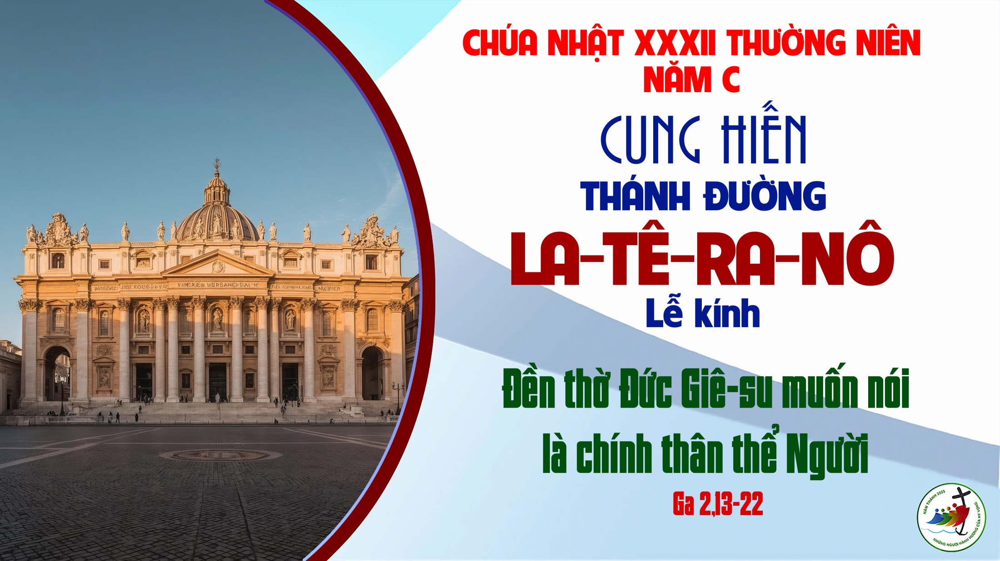 CHÚA NHẬT XXXII THƯỜNG NIÊN
NĂM C
CUNG HIẾN
THÁNH ĐƯỜNG
LA-TÊ-RA-NÔ
Lễ kính
Đền thờ Đức Giê-su muốn nói
là chính thân thể Người
Ga 2,13-22
NĂM THÁNH 2025
NHỮNG NGƯỜI HÀNH HƯƠNG CỦA HY VỌNG